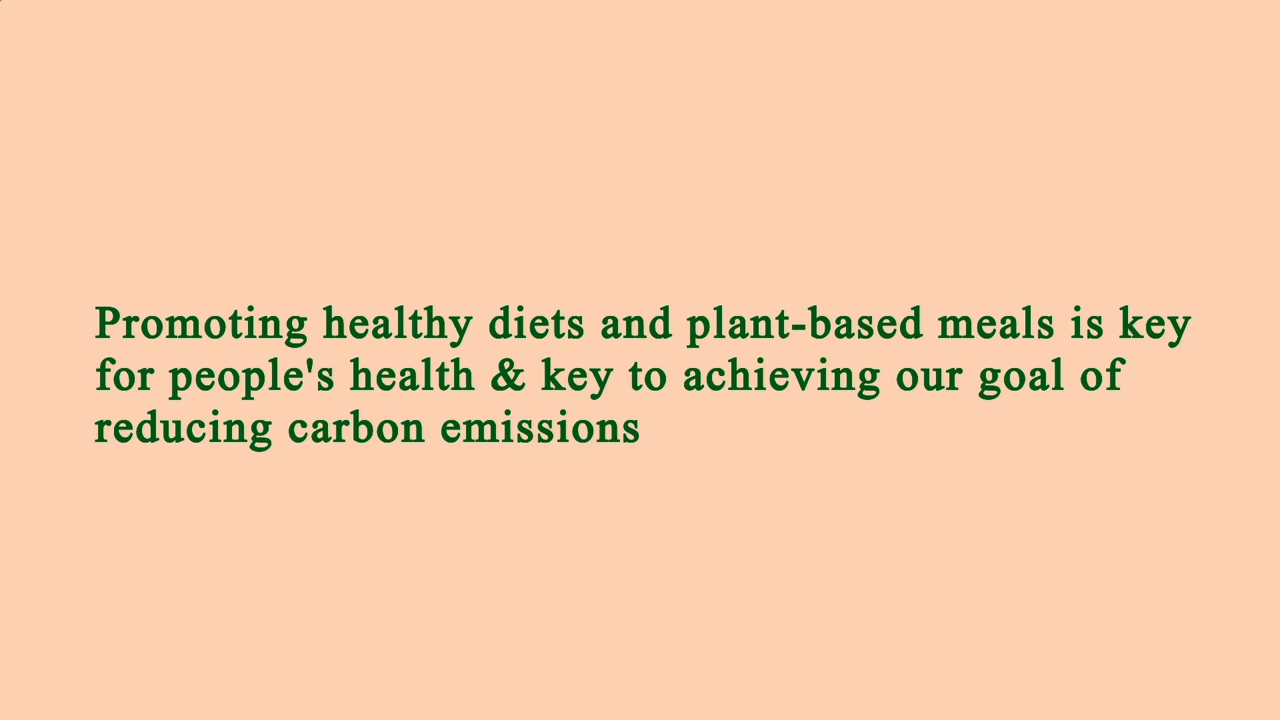 Promoting healthy diets and plant-based meals is key
for people's health & key to achieving our goal of
reducing carbon emissions